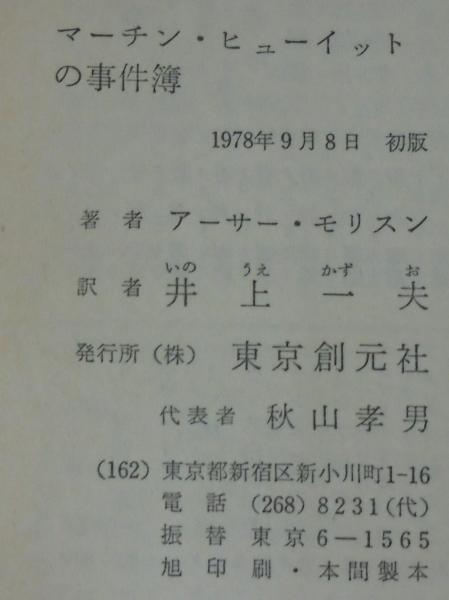 マーチン・ヒューイット
の事件簿
1978年9月8日 初版
著者 アーサー・モリスン
いの うえ かず お
訳者 井上一夫
発行所 (株) 東京創元社
代表者 秋山孝男
(162) 東京都新宿区新小川町1-16
電話 (268) 8231(代)
振替 東京6―1565
旭印刷・本間製本